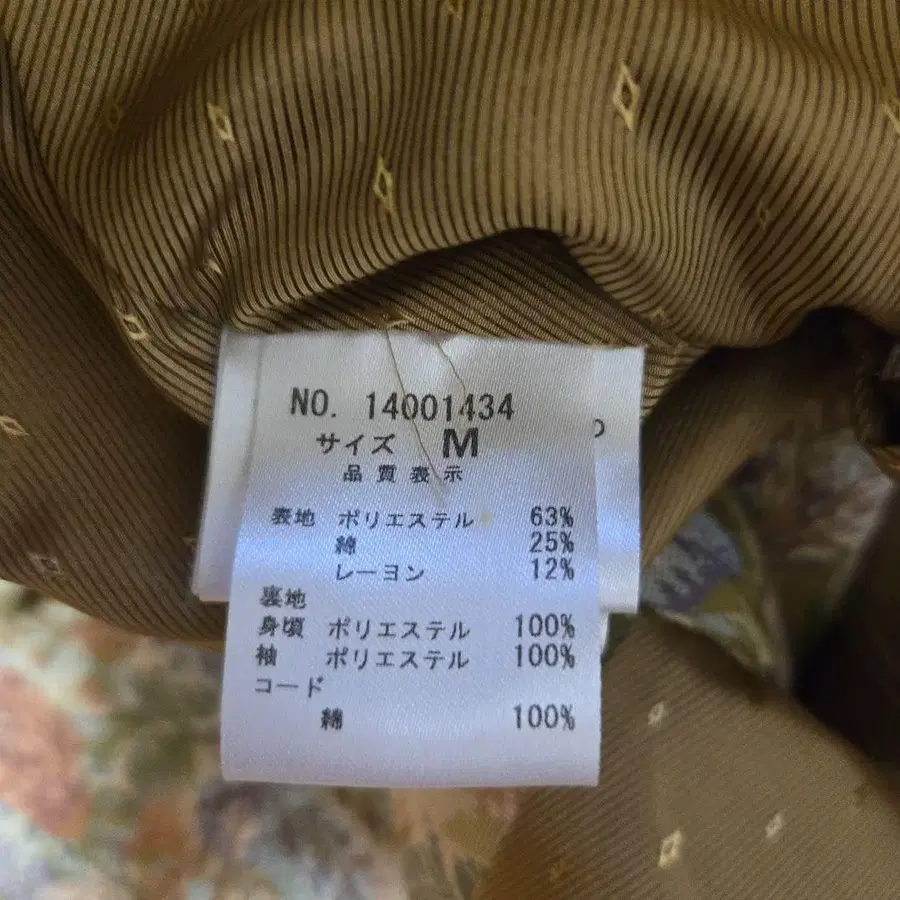 NO. 14001434
サイズ M
品質表示
表地 ポリエステル 63%
綿 25%
レーヨン 12%
裏地
身頃 ポリエステル 100%
袖 ポリエステル 100%
コード
綿 100%